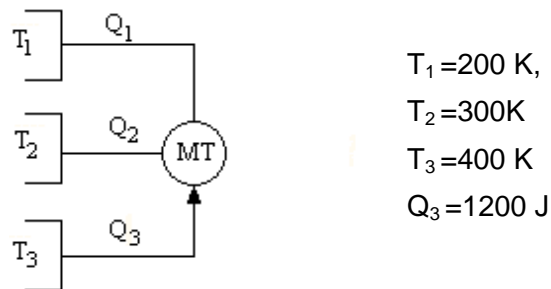 T₁ Q₁
T₂ Q₂ MT
T₃ Q₃
T₁=200 K,
T₂=300K
T₃=400 K
Q₃=1200 J